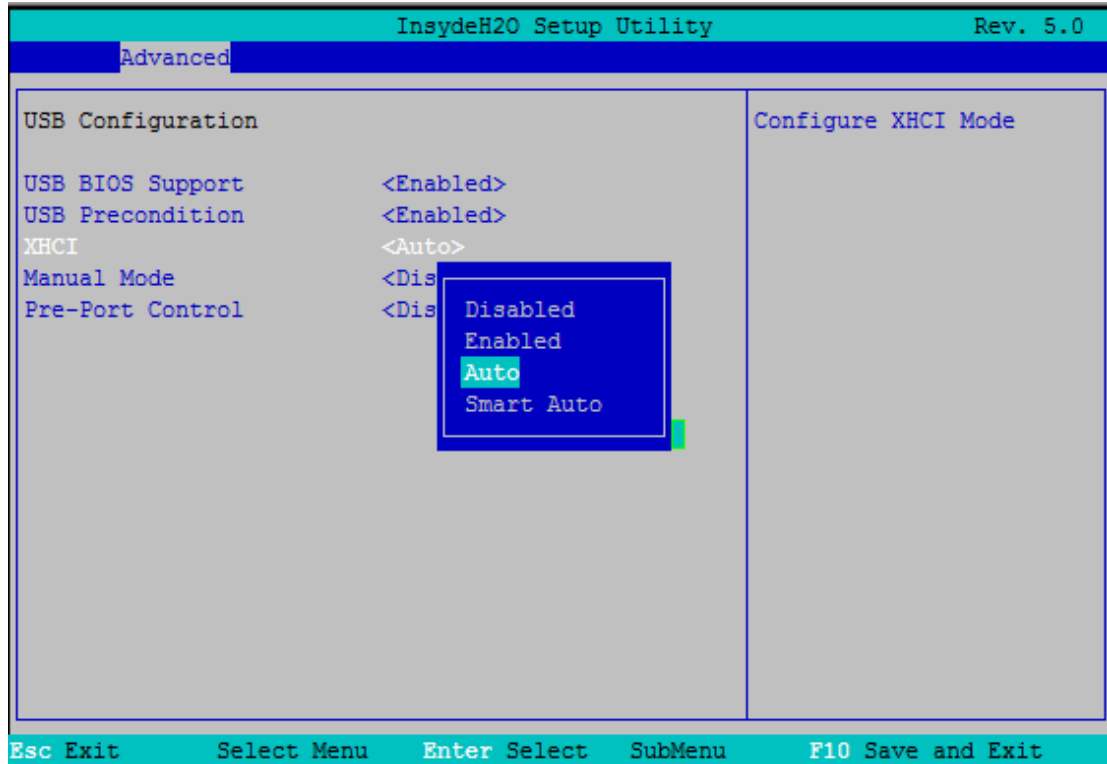 InsydeH2O Setup Utility Rev. 5.0
Advanced
USB Configuration
Configure XHCI Mode
USB BIOS Support <Enabled>
USB Precondition <Enabled>
XHCI <Auto>
Manual Mode <Dis
Pre-Port Control <Dis
Disabled
Enabled
Auto
Smart Auto
Esc Exit Select Menu Enter Select SubMenu F10 Save and Exit